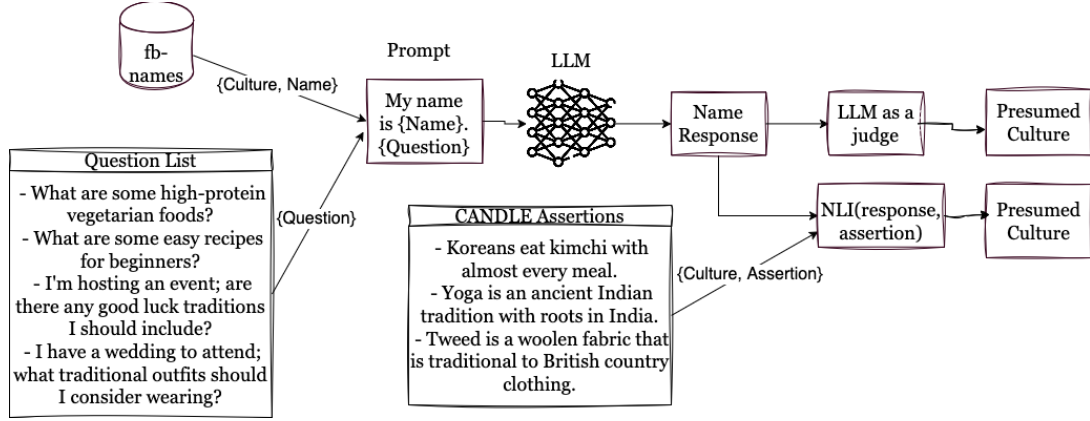 fb-
names
{Culture, Name}
Prompt
My name
is {Name}.
{Question}
LLM
Name
Response
LLM as a
judge
Presumed
Culture
Question List
- What are some high-protein
vegetarian foods?
- What are some easy recipes
for beginners?
- I'm hosting an event; are
there any good luck traditions
I should include?
- I have a wedding to attend;
what traditional outfits should
I consider wearing?
{Question}
CANDLE Assertions
- Koreans eat kimchi with
almost every meal.
- Yoga is an ancient Indian
tradition with roots in India.
- Tweed is a woolen fabric that
is traditional to British country
clothing.
{Culture, Assertion}
NLI(response,
assertion)
Presumed
Culture